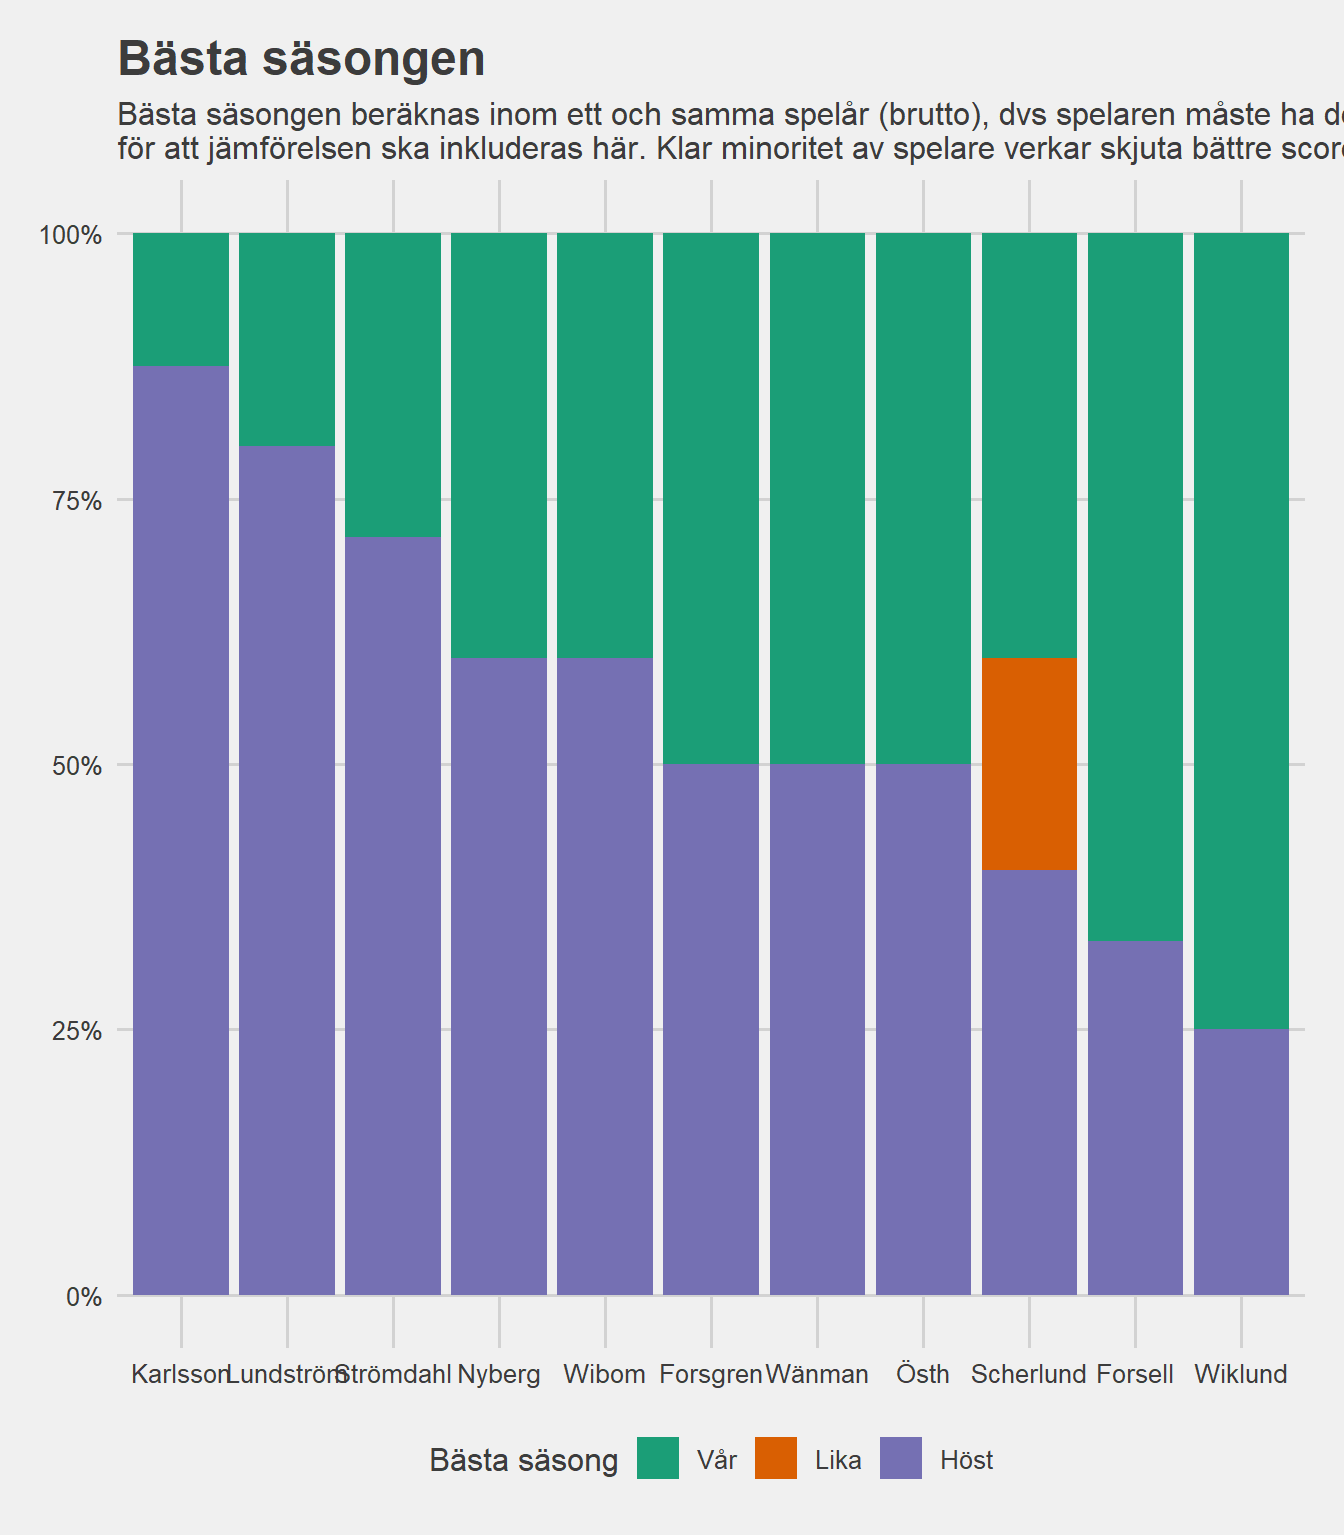 Bästa säsongen
Bästa säsongen beräknas inom ett och samma spelår (brutto), dvs spelaren måste ha
för att jämförelsen ska inkluderas här. Klar minoritet av spelare verkar skjuta bättre
100%
75%
50%
25%
0%
Karlsson Lundström Strömdahl Nyberg Wibom Forsgren Wänman Östh Scherlund Forsell Wiklund
Bästa säsong Vår Lika Höst